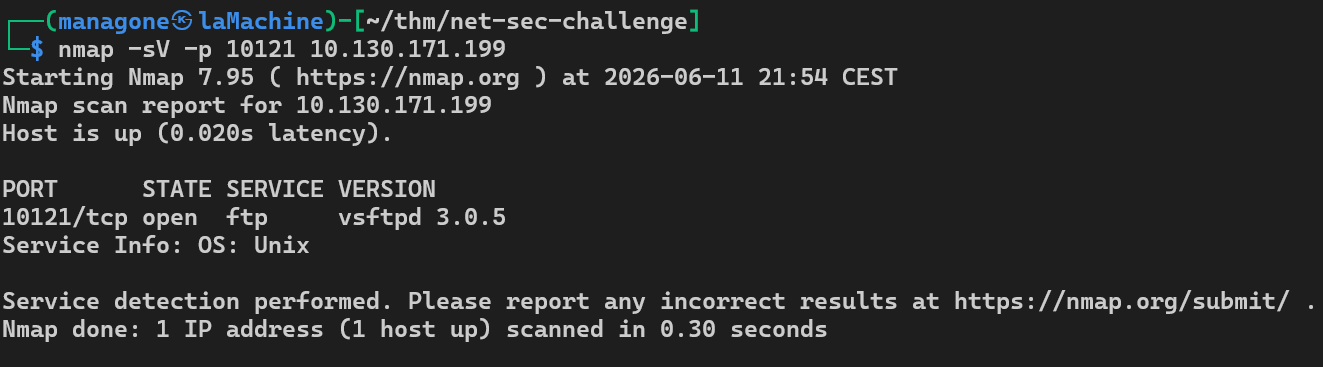 ┌──(managone㉿laMachine)-[~/thm/net-sec-challenge]
└─$ nmap -sV -p 10121 10.130.171.199
Starting Nmap 7.95 ( https://nmap.org ) at 2026-06-11 21:54 CEST
Nmap scan report for 10.130.171.199
Host is up (0.020s latency).

PORT      STATE SERVICE VERSION
10121/tcp open  ftp     vsftpd 3.0.5
Service Info: OS: Unix

Service detection performed. Please report any incorrect results at https://nmap.org/submit/ .
Nmap done: 1 IP address (1 host up) scanned in 0.30 seconds